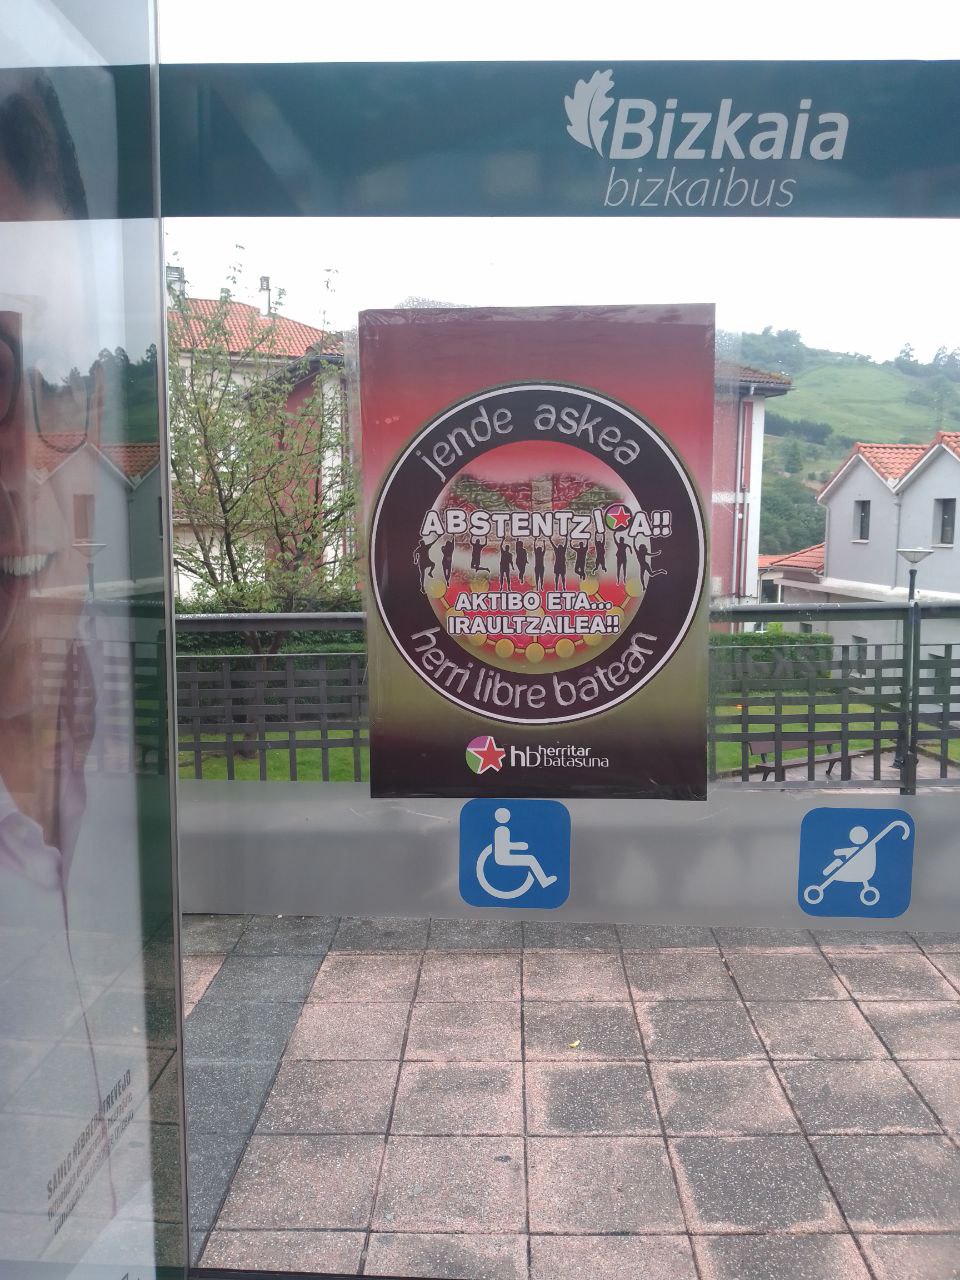 Bizkaia
bizkaibus
jende askea
ABSTENTZIOA!!
AKTIBO ETA...
IRAULTZAILEA!!
herri libre batean
hb herritar
batasuna